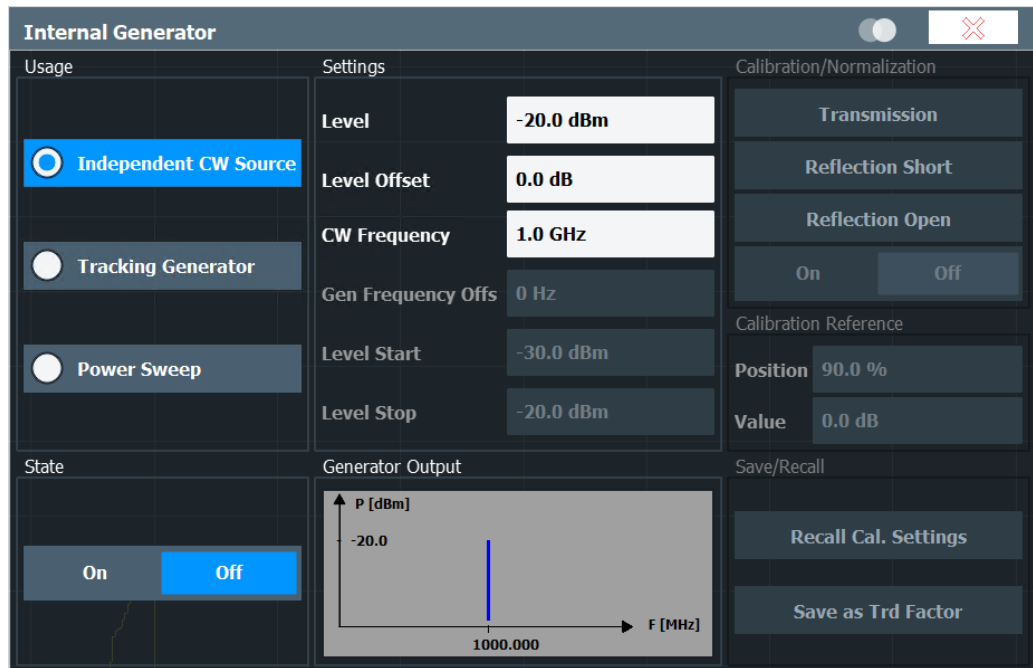 Internal Generator
Usage
Independent CW Source
Tracking Generator
Power Sweep
State
On Off
Settings
Level -20.0 dBm
Level Offset 0.0 dB
CW Frequency 1.0 GHz
Gen Frequency Offs 0 Hz
Level Start -30.0 dBm
Level Stop -20.0 dBm
Generator Output
P [dBm]
-20.0
F [MHz]
1000.000
Calibration/Normalization
Transmission
Reflection Short
Reflection Open
On Off
Calibration Reference
Position 90.0 %
Value 0.0 dB
Save/Recall
Recall Cal. Settings
Save as Trd Factor